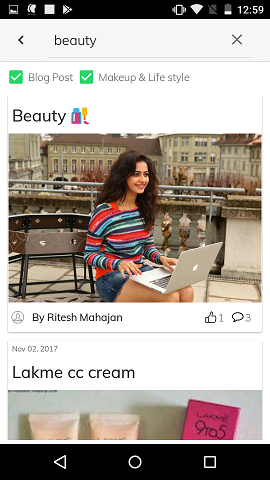 12:59
beauty
Blog Post Makeup & Life style
Beauty
By Ritesh Mahajan 1 3
Nov 02, 2017
Lakme cc cream
LAKMÉ
9to5